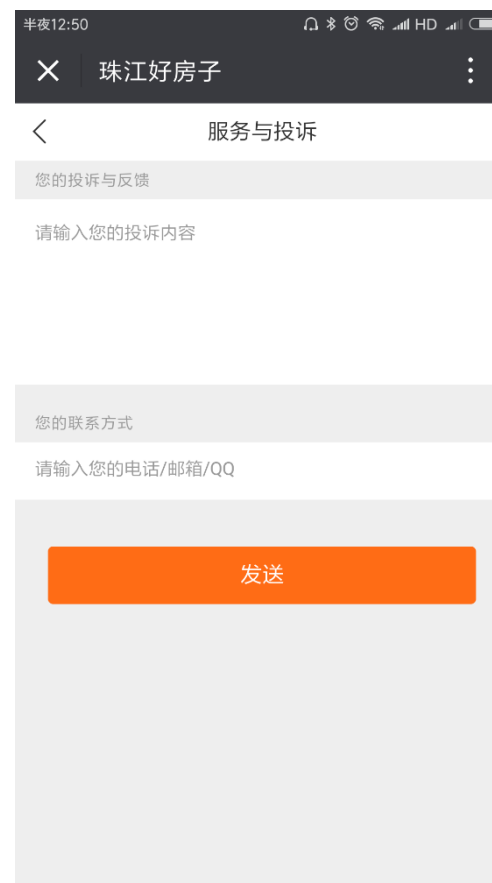 半夜12:50 HD
珠江好房子
服务与投诉
您的投诉与反馈
请输入您的投诉内容
您的联系方式
请输入您的电话/邮箱/QQ
发送